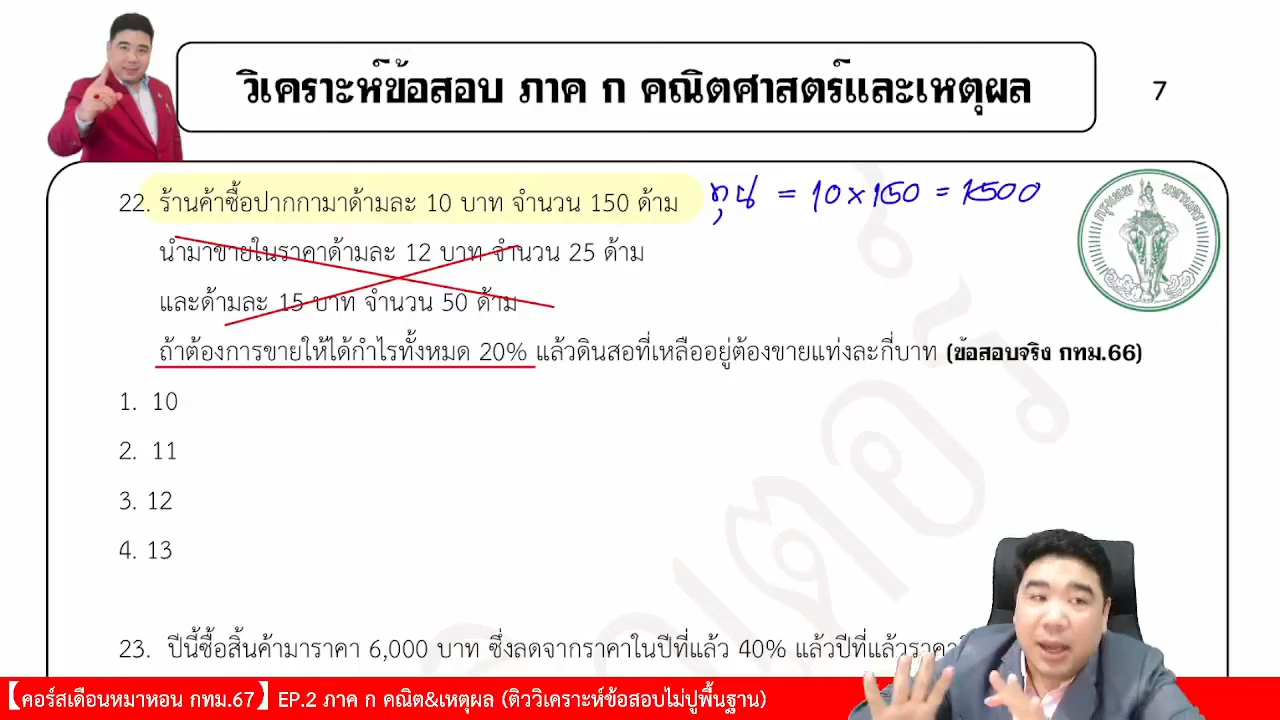 วิเคราะห์ข้อสอบ ภาค ก คณิตศาสตร์และเหตุผล
7
22. ร้านค้าซื้อปากกามาด้ามละ 10 บาท จำนวน 150 ด้าม
ทุน = 10 × 150 = 1500
นำมาขายในราคาด้ามละ 12 บาท จำนวน 25 ด้าม
และด้ามละ 15 บาท จำนวน 50 ด้าม
ถ้าต้องการขายให้ได้กำไรทั้งหมด 20% แล้วดินสอที่เหลืออยู่ต้องขายแท่งละกี่บาท (ข้อสอบจริง กทม.66)
1. 10
2. 11
3. 12
4. 13
23. ปีนี้ซื้อสิ้นค้ามาราคา 6,000 บาท ซึ่งลดจากราคาในปีที่แล้ว 40% แล้วปีที่แล้วราคา
กรุงเทพมหานคร
【คอร์สเดือนหมาหอน กทม.67】EP.2 ภาค ก คณิต&เหตุผล (ติววิเคราะห์ข้อสอบไม่ปูพื้นฐาน)